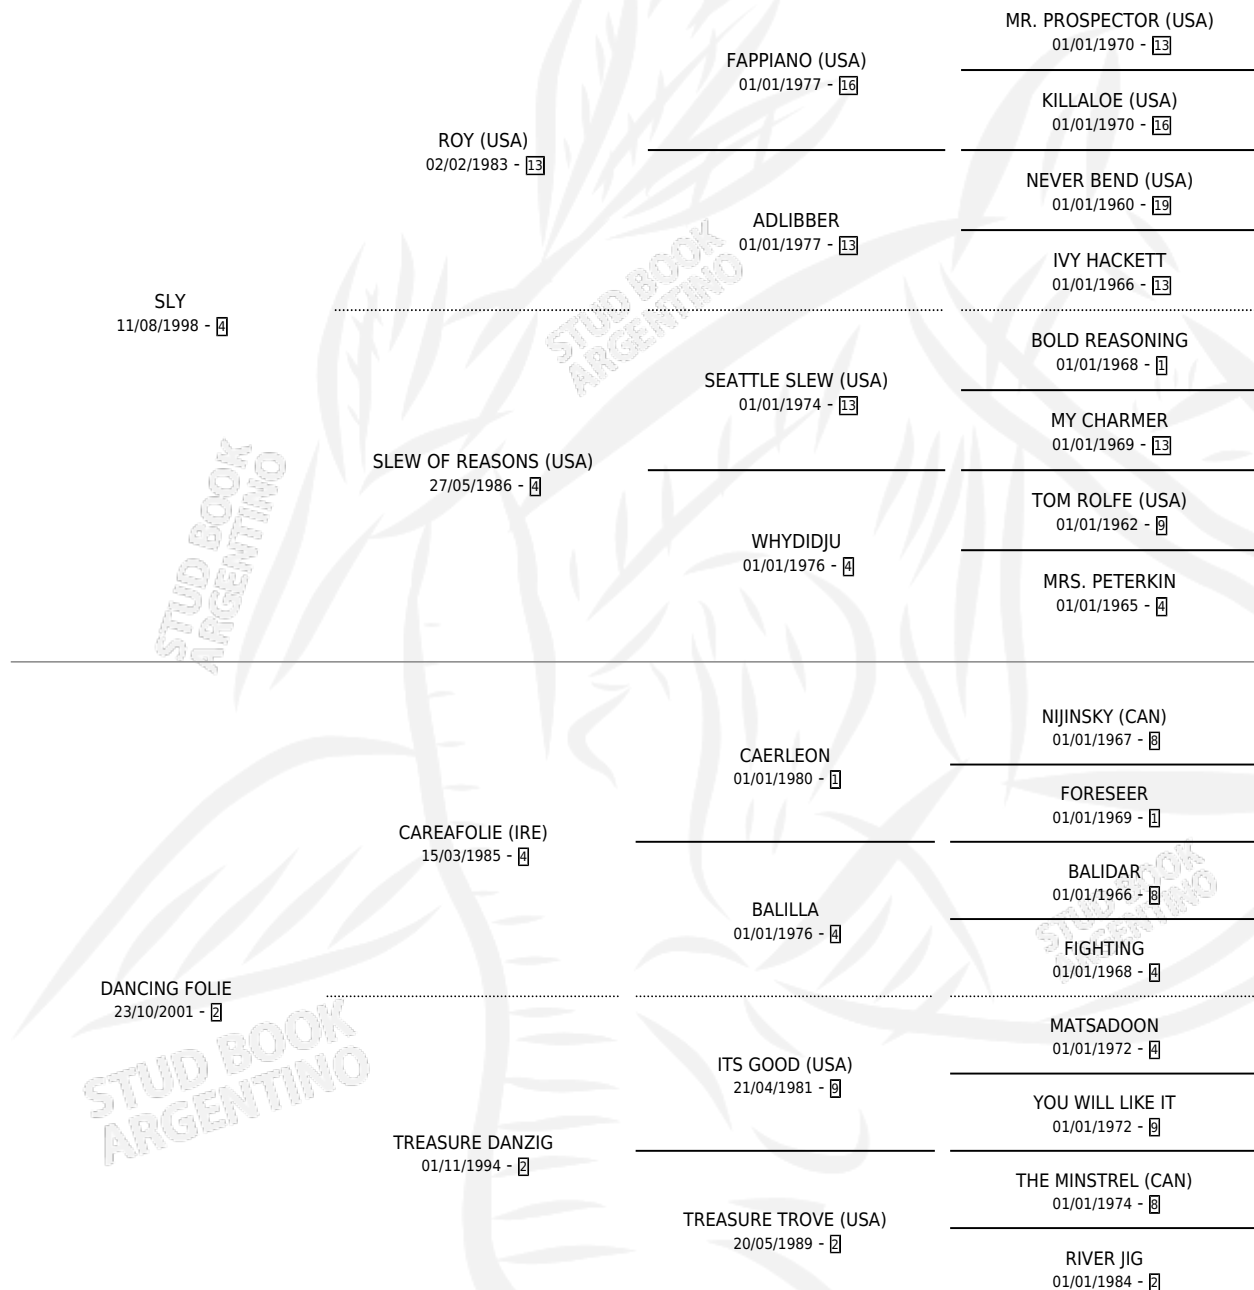 MR. PROSPECTOR (USA)
01/01/1970 - 13
FAPPIANO (USA)
01/01/1977 - 16
KILLALOE (USA)
01/01/1970 - 16
ROY (USA)
02/02/1983 - 13
NEVER BEND (USA)
01/01/1960 - 19
ADLIBBER
01/01/1977 - 13
IVY HACKETT
01/01/1966 - 13
SLY
11/08/1998 - 4
BOLD REASONING
01/01/1968 - 1
SEATTLE SLEW (USA)
01/01/1974 - 13
MY CHARMER
01/01/1969 - 13
SLEW OF REASONS (USA)
27/05/1986 - 4
TOM ROLFE (USA)
01/01/1962 - 9
WHYDIDJU
01/01/1976 - 4
MRS. PETERKIN
01/01/1965 - 4
NIJINSKY (CAN)
01/01/1967 - 8
CAERLEON
01/01/1980 - 1
FORESEER
01/01/1969 - 1
CAREAFOLIE (IRE)
15/03/1985 - 4
BALIDAR
01/01/1966 - 8
BALILLA
01/01/1976 - 4
FIGHTING
01/01/1968 - 4
DANCING FOLIE
23/10/2001 - 2
MATSADOON
01/01/1972 - 4
ITS GOOD (USA)
21/04/1981 - 9
YOU WILL LIKE IT
01/01/1972 - 9
TREASURE DANZIG
01/11/1994 - 2
THE MINSTREL (CAN)
01/01/1974 - 8
TREASURE TROVE (USA)
20/05/1989 - 2
RIVER JIG
01/01/1984 - 2
STUD BOOK
ARGENTINO
STUD BOOK
ARGENTINO
STUD BOOK
ARGENTINO
STUD BOOK
ARGENTINO